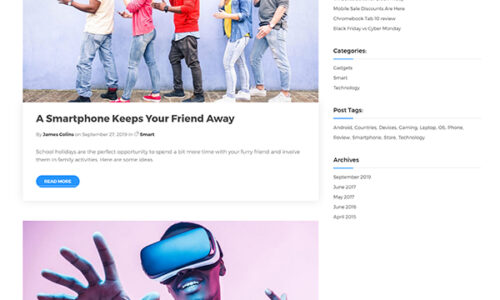 Mobile Sale Discounts Are Here
Chromebook Tab 10 review
Black Friday vs Cyber Monday
Categories:
Gadgets
Smart
Technology
A Smartphone Keeps Your Friend Away
By James Colins on September 27, 2019 in Smart
School holidays are the perfect opportunity to spend a bit more time with your furry friend and involve
them in family activities. Here are some ideas.
READ MORE
Post Tags:
Android, Countries, Devices, Gaming, Laptop, OS, Phone,
Review, Smartphone, Store, Technology
Archives
September 2019
June 2017
May 2017
June 2016
April 2015